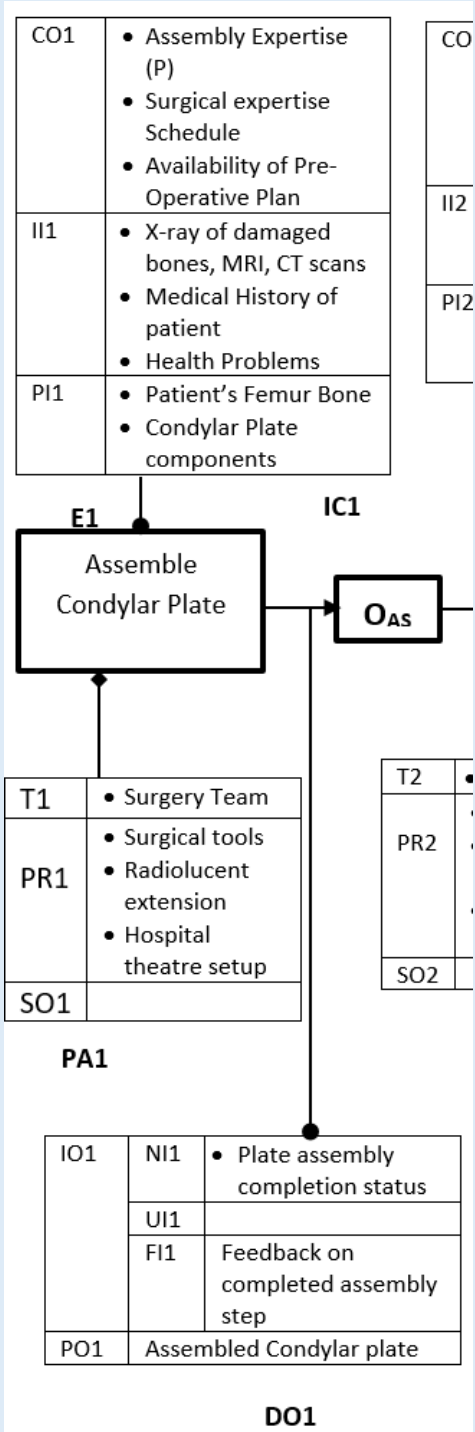 CO1
• Assembly Expertise
(P)
• Surgical expertise
Schedule
• Availability of Pre-
Operative Plan
II1
• X-ray of damaged
bones, MRI, CT scans
• Medical History of
patient
• Health Problems
PI1
• Patient's Femur Bone
• Condylar Plate
components
CO
II2
PI2
IC1
E1
Assemble
Condylar Plate
OAS
T1
• Surgery Team
PR1
• Surgical tools
• Radiolucent
extension
• Hospital
theatre setup
SO1
PA1
T2
PR2
SO2
IO1
NI1
• Plate assembly
completion status
UI1
FI1
Feedback on
completed assembly
step
PO1
Assembled Condylar plate
DO1